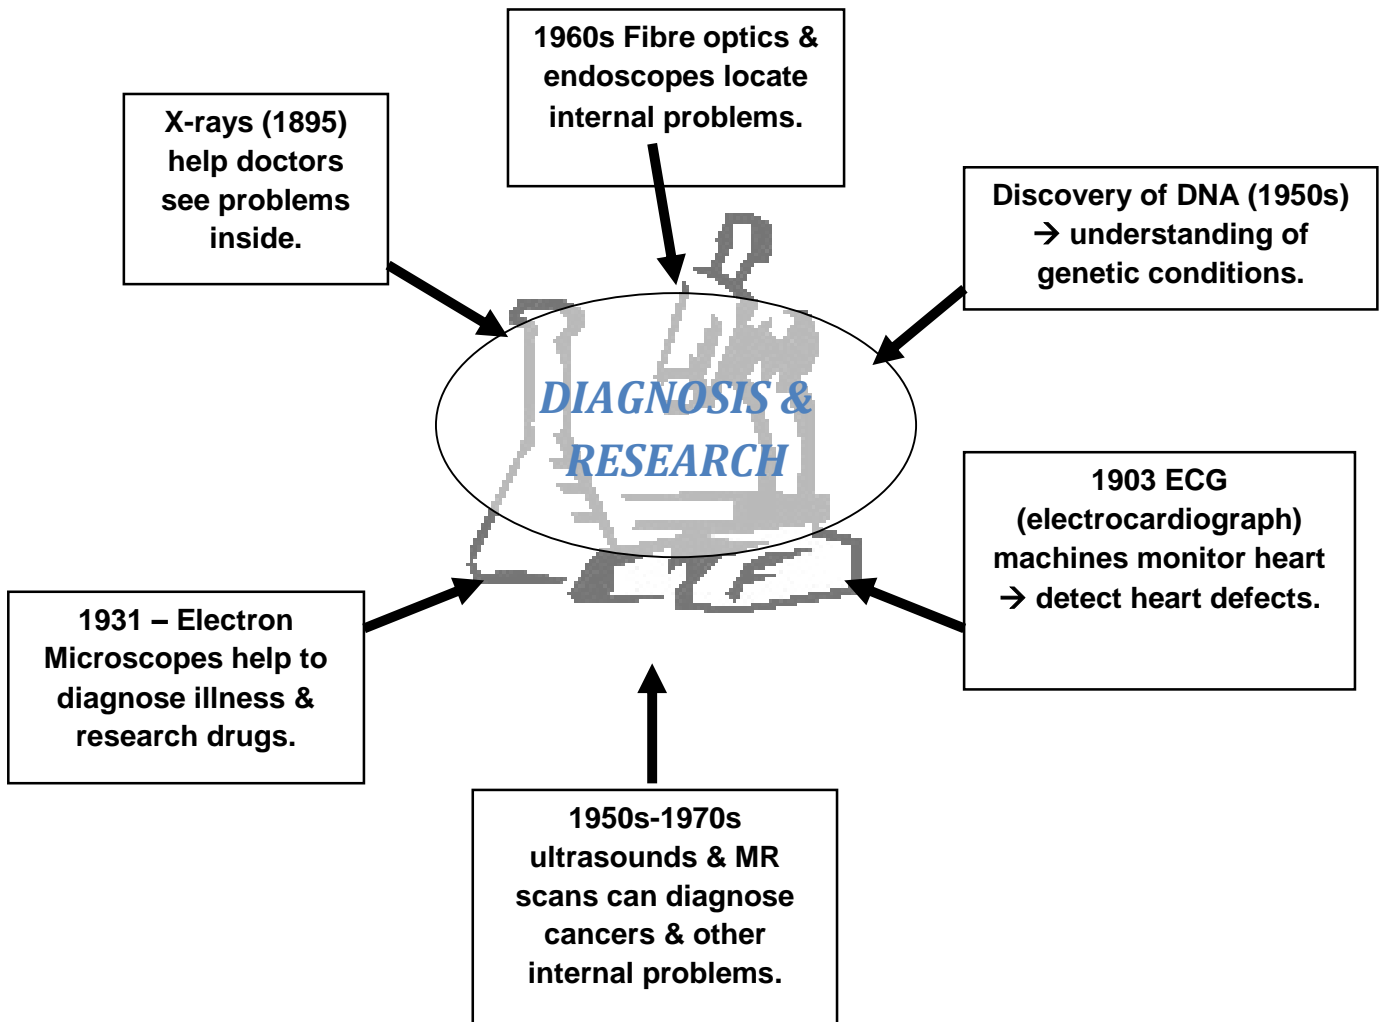 1960s Fibre optics &
endoscopes locate
internal problems.
X-rays (1895)
help doctors
see problems
inside.
Discovery of DNA (1950s)
→ understanding of
genetic conditions.
DIAGNOSIS &
RESEARCH
1903 ECG
(electrocardiograph)
machines monitor heart
→ detect heart defects.
1931 – Electron
Microscopes help to
diagnose illness &
research drugs.
1950s-1970s
ultrasounds & MR
scans can diagnose
cancers & other
internal problems.